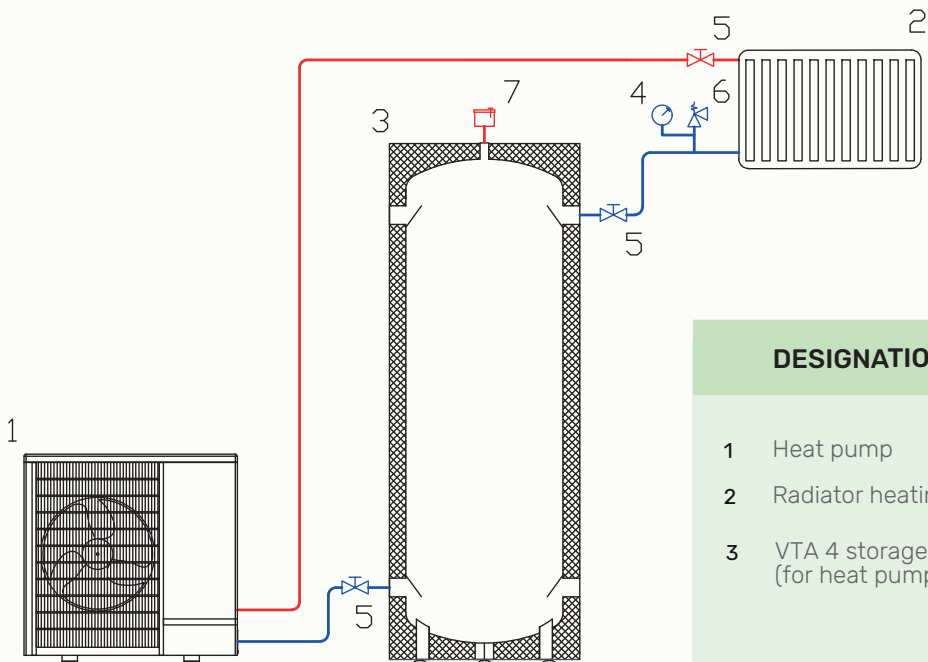 5
2
7
4
6
3
5
1
5
DESIGNATIO
1 Heat pump
2 Radiator heatin
3 VTA 4 storage
(for heat pump